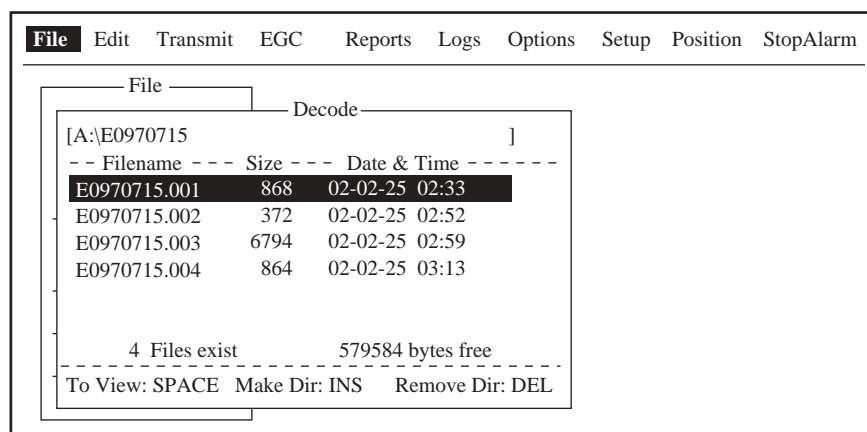 File Edit Transmit EGC Reports Logs Options Setup Position StopAlarm
File
Decode
[A:\E0970715 ]
Filename Size Date & Time
E0970715.001 868 02-02-25 02:33
E0970715.002 372 02-02-25 02:52
E0970715.003 6794 02-02-25 02:59
E0970715.004 864 02-02-25 03:13
4 Files exist 579584 bytes free
To View: SPACE Make Dir: INS Remove Dir: DEL